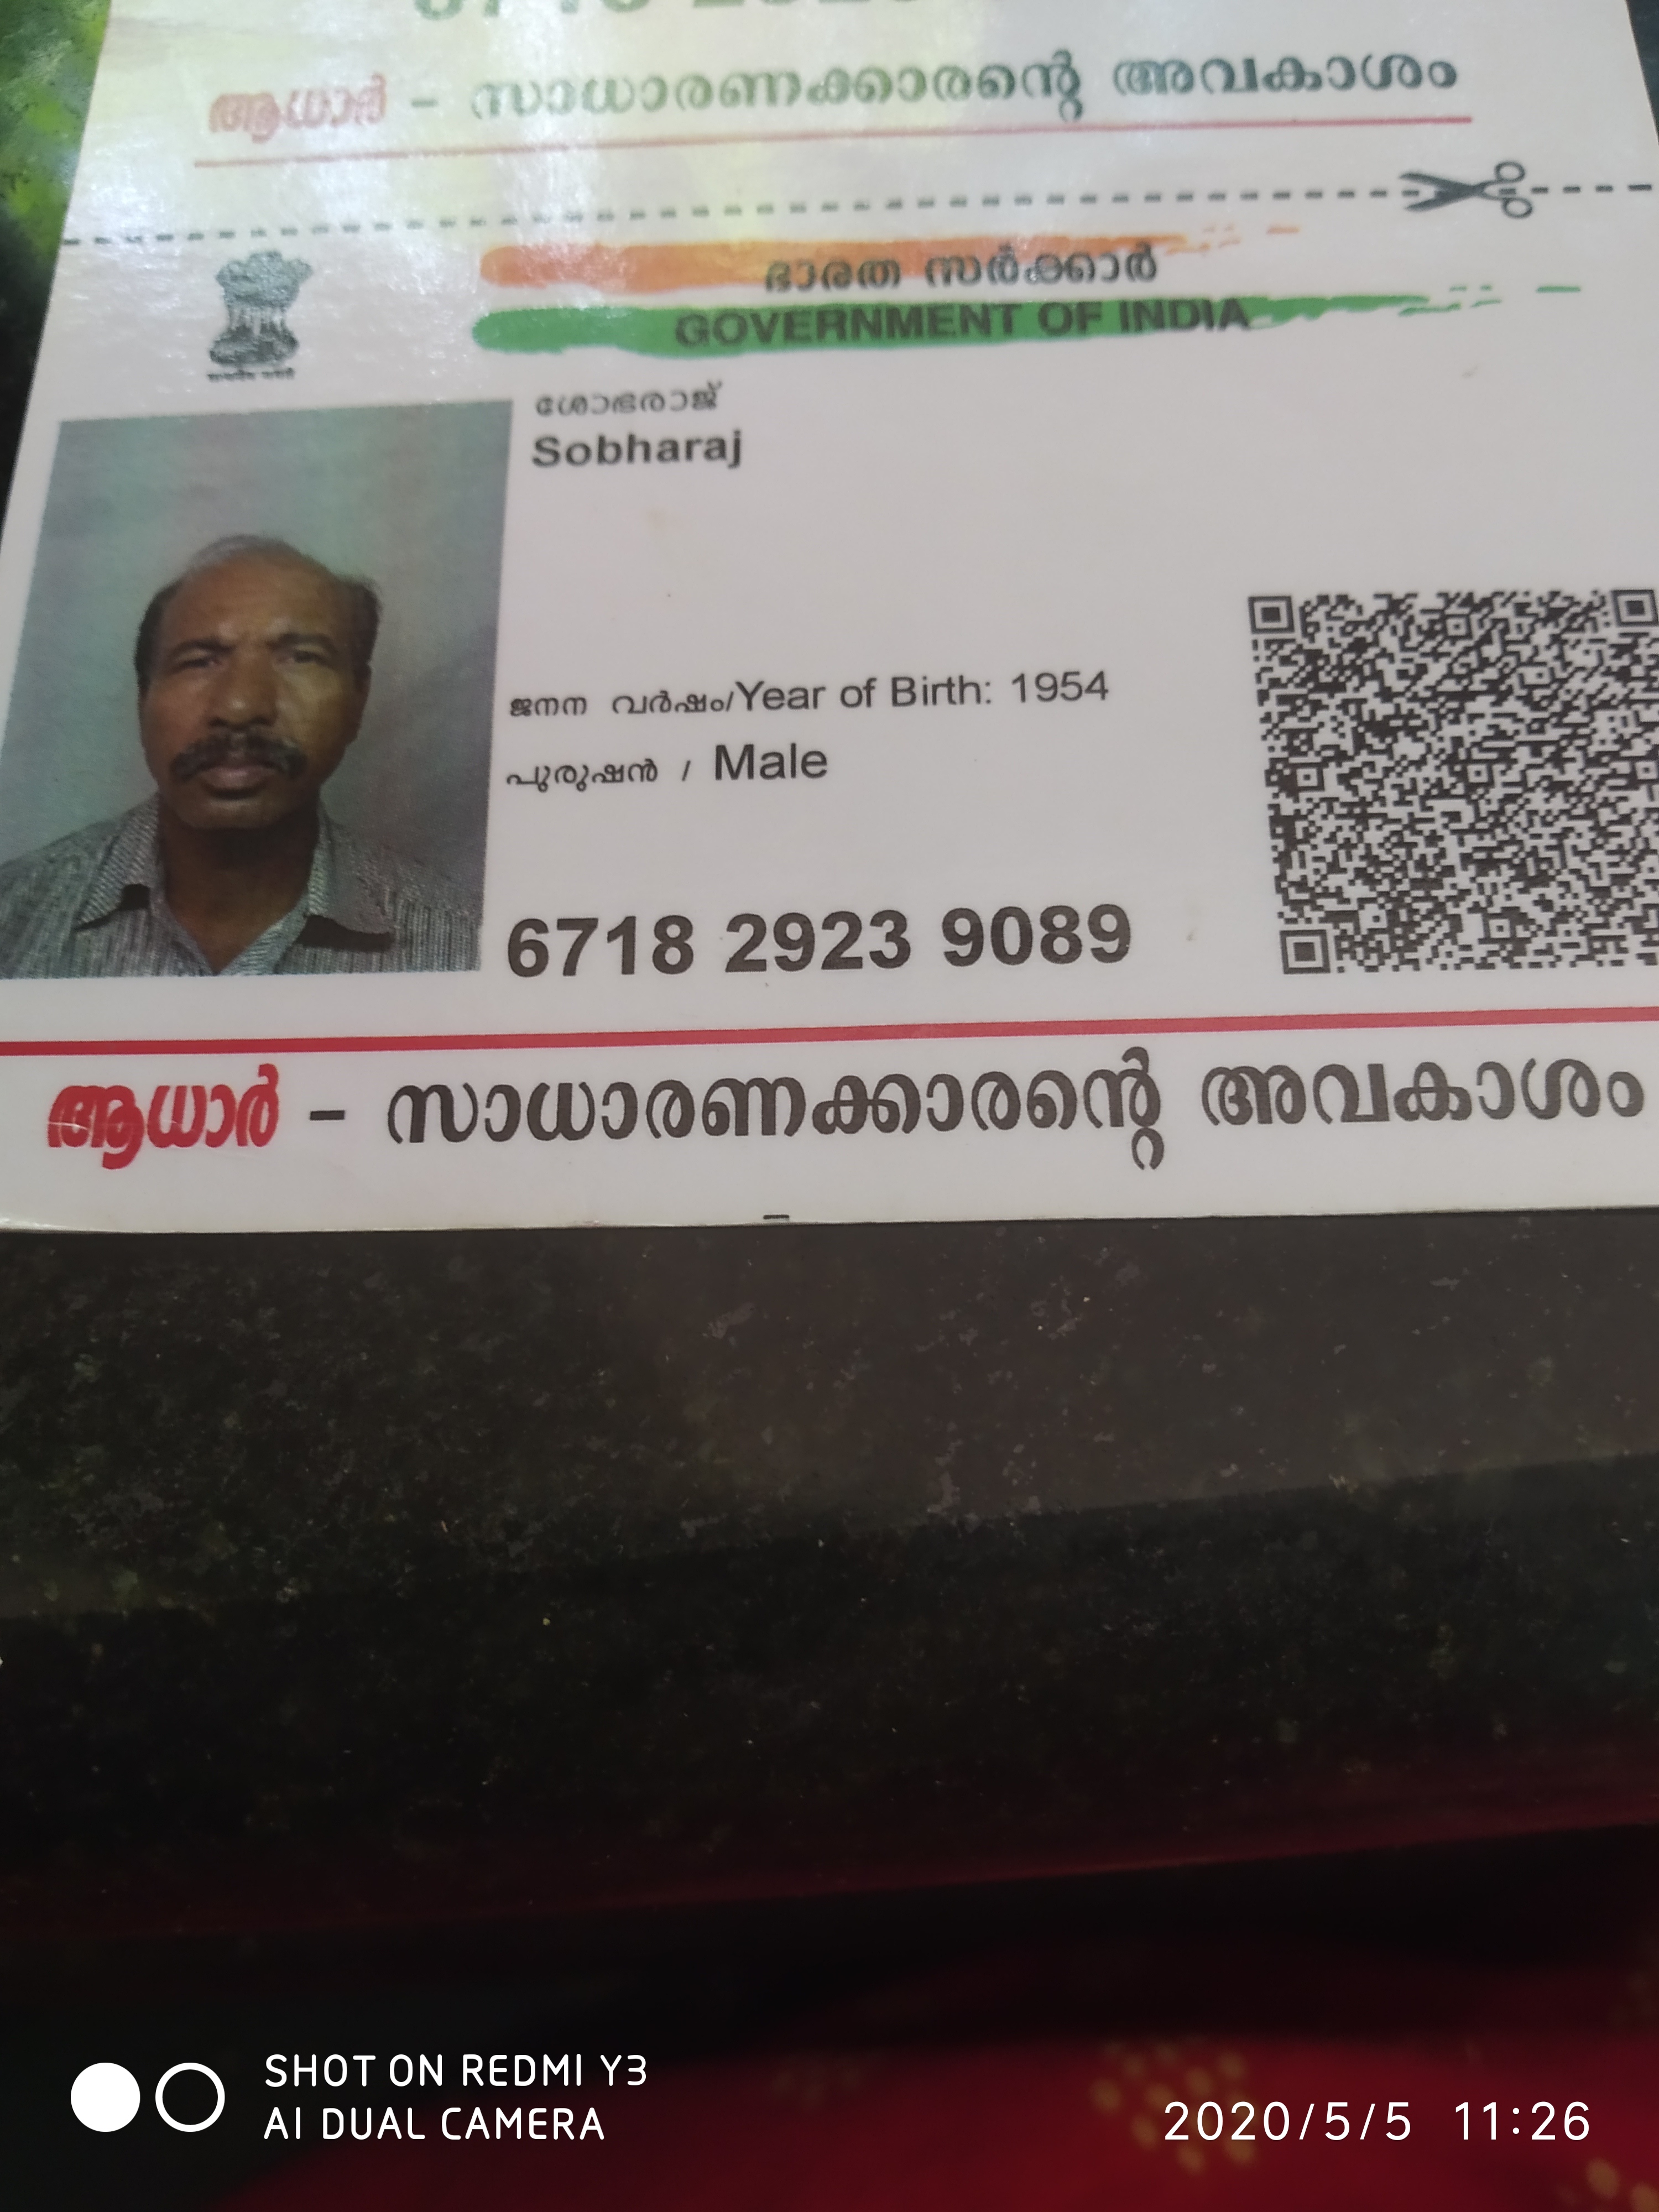 ആധാർ – സാധാരണക്കാരന്റെ അവകാശം
ഭാരത സർക്കാർ
GOVERNMENT OF INDIA
ശോഭരാജ്
Sobharaj
ജനന വർഷം/Year of Birth: 1954
പുരുഷൻ / Male
6718 2923 9089
ആധാർ – സാധാരണക്കാരന്റെ അവകാശം
SHOT ON REDMI Y3
AI DUAL CAMERA
2020/5/5 11:26